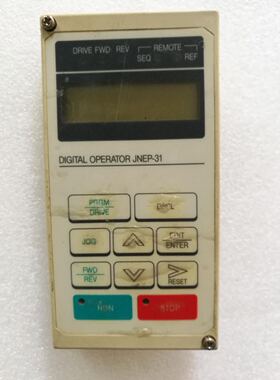 DRIVE FWD REV REMOTE
SEQ REF
DIGITAL OPERATOR JNEP-31
PRGM
DRIVE
DSPL
JOG
EDIT
ENTER
FWD
REV
RESET
RUN
STOP